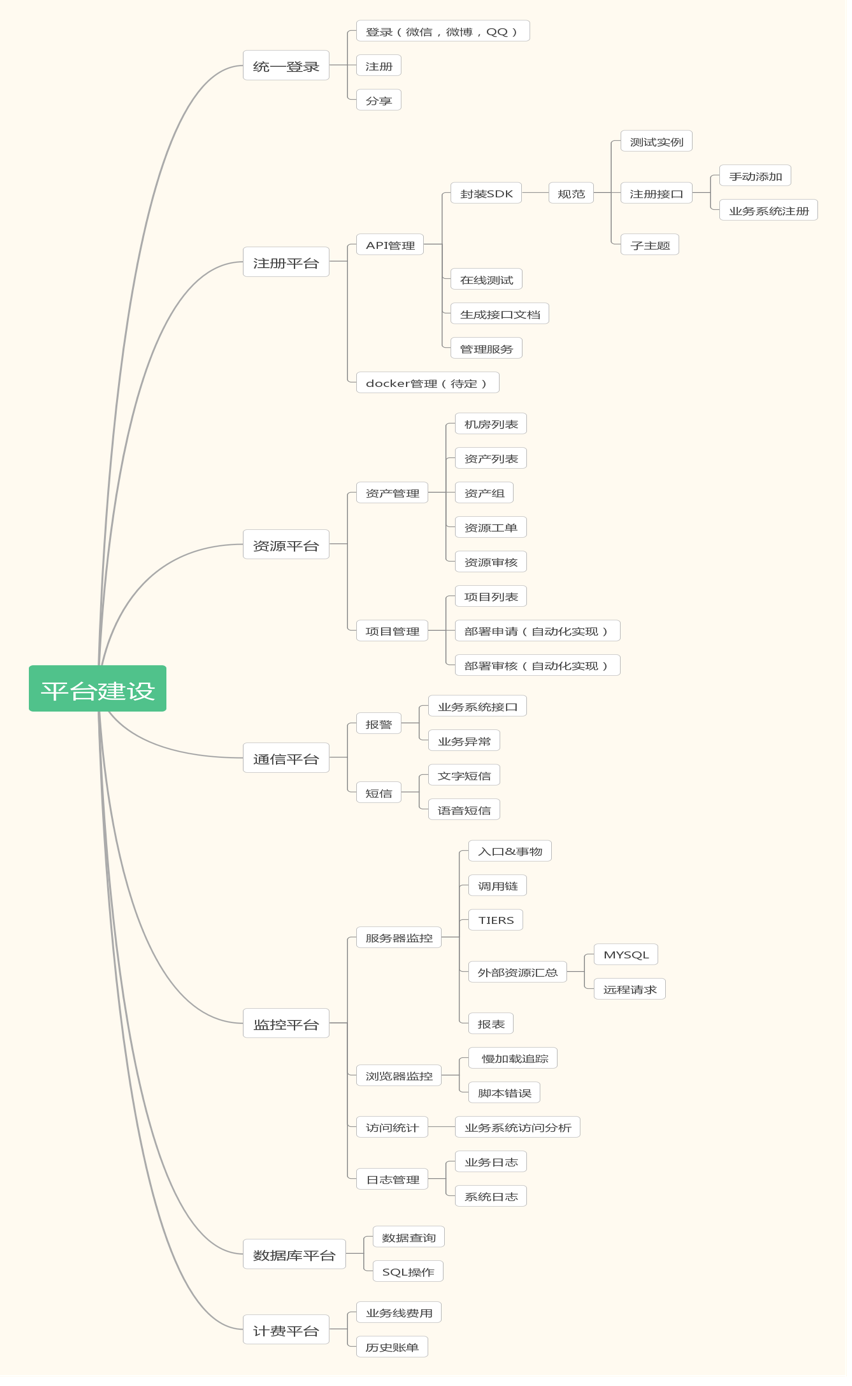 平台建设
统一登录
登录（微信，微博，QQ）
注册
分享
注册平台
API管理
封装SDK
规范
测试实例
注册接口
手动添加
业务系统注册
子主题
在线测试
生成接口文档
管理服务
docker管理（待定）
资源平台
资产管理
机房列表
资产列表
资产组
资源工单
资源审核
项目管理
项目列表
部署申请（自动化实现）
部署审核（自动化实现）
通信平台
报警
业务系统接口
业务异常
短信
文字短信
语音短信
监控平台
服务器监控
入口&事物
调用链
TIERS
外部资源汇总
MYSQL
远程请求
报表
浏览器监控
慢加载追踪
脚本错误
访问统计
业务系统访问分析
日志管理
业务日志
系统日志
数据库平台
数据查询
SQL操作
计费平台
业务线费用
历史账单